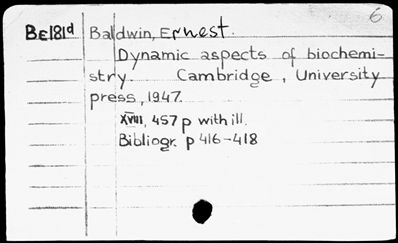 6
BE181d Baldwin, Ernest.
Dynamic aspects of biochemi-
stry. Cambridge, University
press, 1947.
XVIII, 457 p with ill.
Bibliogr. p 416-418